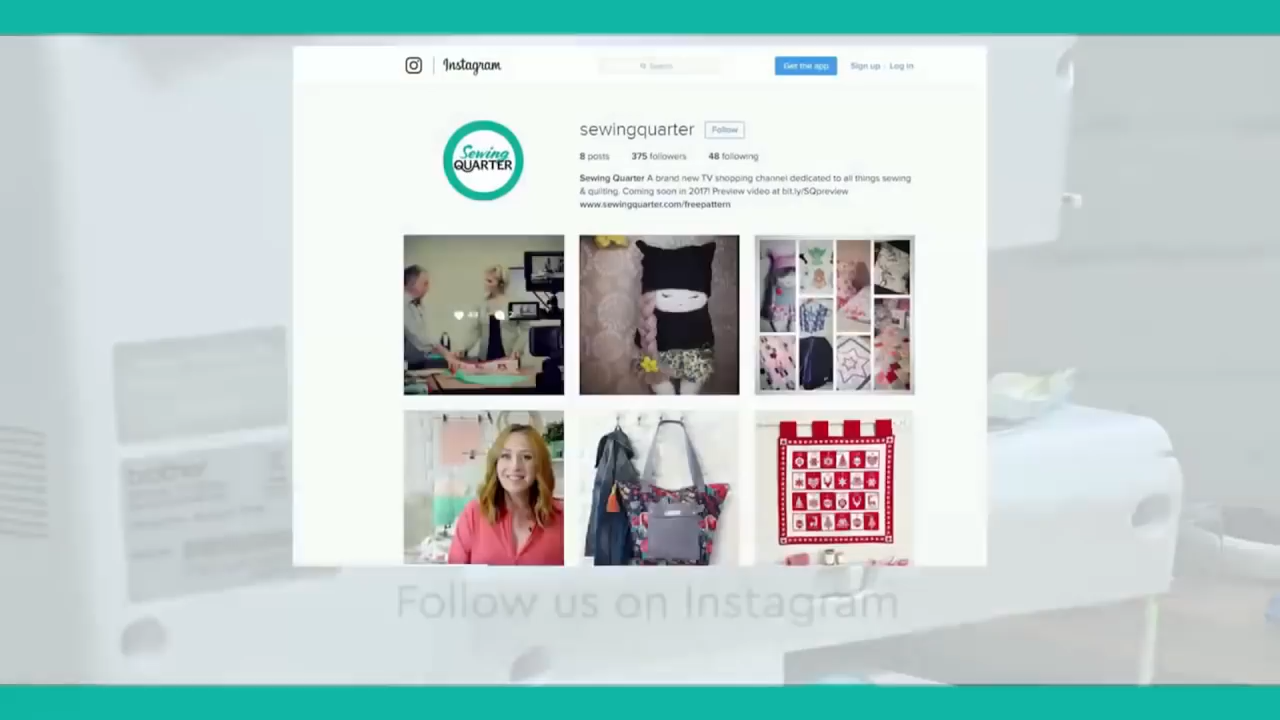 Instagram
Search
Get the app
Sign up · Log in
Sewing
QUARTER
sewingquarter
Follow
8 posts 375 followers 48 following
Sewing Quarter A brand new TV shopping channel dedicated to all things sewing
& quilting. Coming soon in 2017! Preview video at bit.ly/SQpreview
www.sewingquarter.com/freepattern
Follow us on Instagram